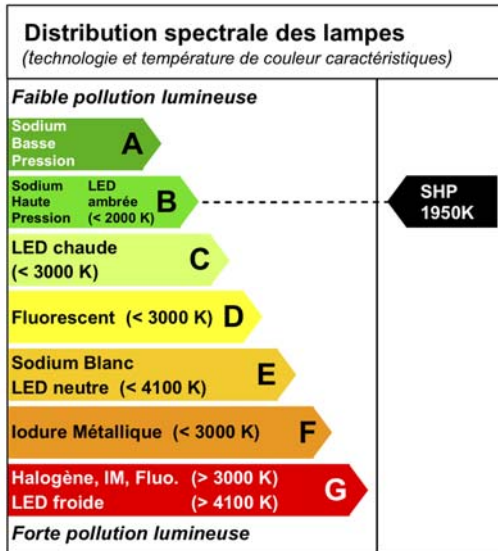 Distribution spectrale des lampes
(technologie et température de couleur caractéristiques)
Faible pollution lumineuse
Sodium
Basse
Pression
A
Sodium LED
Haute ambrée
Pression (< 2000 K)
B
SHP
1950K
LED chaude
(< 3000 K)
C
Fluorescent (< 3000 K)
D
Sodium Blanc
LED neutre (< 4100 K)
E
Iodure Métallique (< 3000 K)
F
Halogène, IM, Fluo. (> 3000 K)
LED froide (> 4100 K)
G
Forte pollution lumineuse